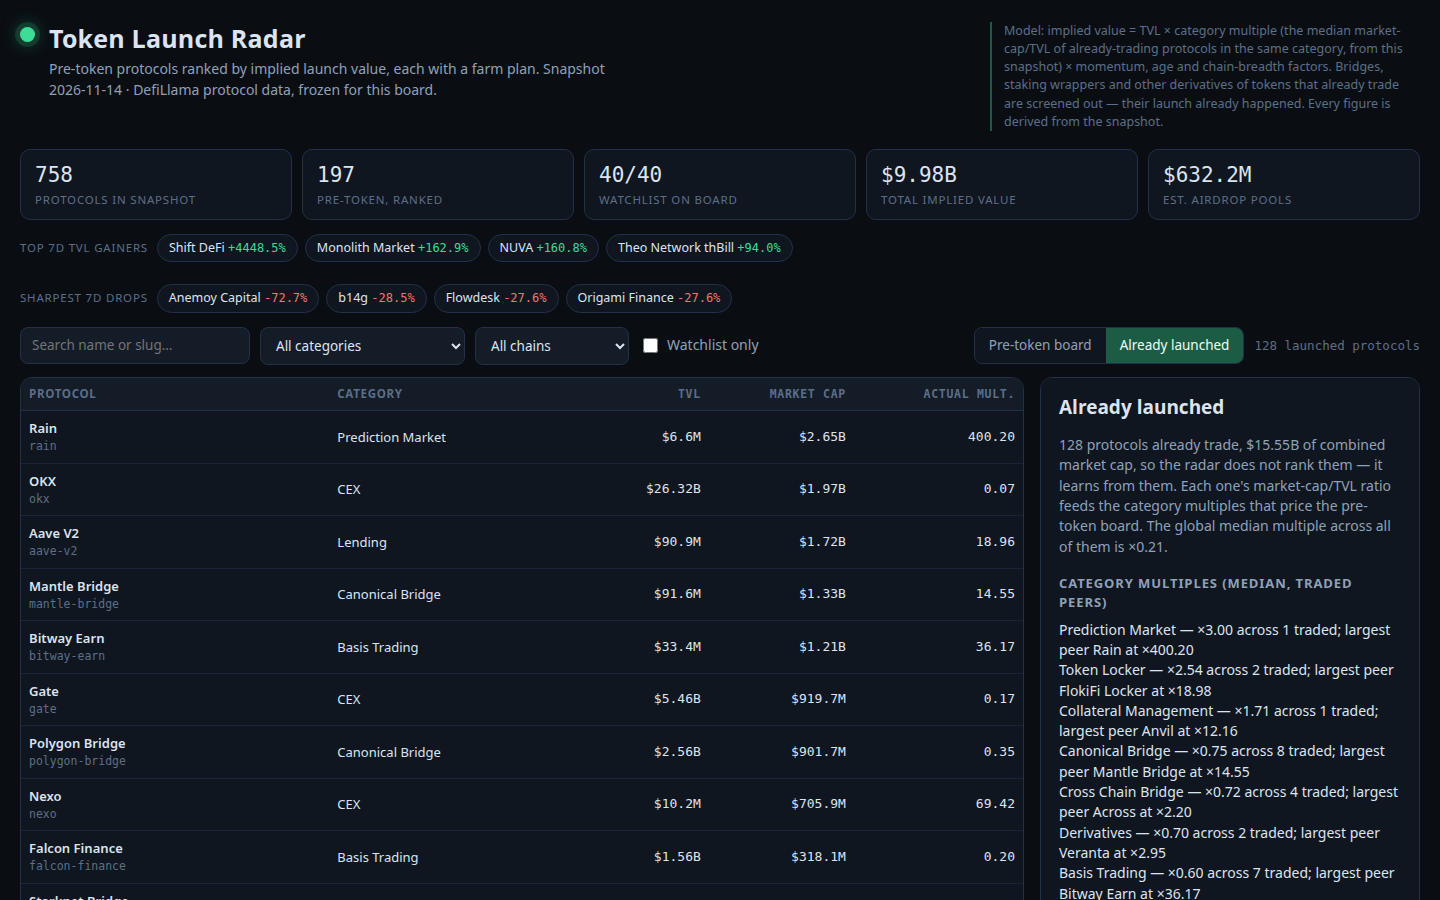 Token Launch Radar
Pre-token protocols ranked by implied launch value, each with a farm plan. Snapshot
2026-11-14 · DefiLlama protocol data, frozen for this board.
Model: implied value = TVL × category multiple (the median market-
cap/TVL of already-trading protocols in the same category, from this
snapshot) × momentum, age and chain-breadth factors. Bridges,
staking wrappers and other derivatives of tokens that already trade
are screened out — their launch already happened. Every figure is
derived from the snapshot.
758
PROTOCOLS IN SNAPSHOT
197
PRE-TOKEN, RANKED
40/40
WATCHLIST ON BOARD
$9.98B
TOTAL IMPLIED VALUE
$632.2M
EST. AIRDROP POOLS
TOP 7D TVL GAINERS Shift DeFi +4448.5% Monolith Market +162.9% NUVA +160.8% Theo Network thBill +94.0%
SHARPEST 7D DROPS Anemoy Capital -72.7% b14g -28.5% Flowdesk -27.6% Origami Finance -27.6%
Search name or slug... All categories All chains Watchlist only Pre-token board Already launched 128 launched protocols
PROTOCOL CATEGORY TVL MARKET CAP ACTUAL MULT.
Rain
rain
Prediction Market $6.6M $2.65B 400.20
OKX
okx
CEX $26.32B $1.97B 0.07
Aave V2
aave-v2
Lending $90.9M $1.72B 18.96
Mantle Bridge
mantle-bridge
Canonical Bridge $91.6M $1.33B 14.55
Bitway Earn
bitway-earn
Basis Trading $33.4M $1.21B 36.17
Gate
gate
CEX $5.46B $919.7M 0.17
Polygon Bridge
polygon-bridge
Canonical Bridge $2.56B $901.7M 0.35
Nexo
nexo
CEX $10.2M $705.9M 69.42
Falcon Finance
falcon-finance
Basis Trading $1.56B $318.1M 0.20
Already launched
128 protocols already trade, $15.55B of combined
market cap, so the radar does not rank them — it
learns from them. Each one's market-cap/TVL ratio
feeds the category multiples that price the pre-
token board. The global median multiple across all
of them is ×0.21.
CATEGORY MULTIPLES (MEDIAN, TRADED
PEERS)
Prediction Market — ×3.00 across 1 traded; largest
peer Rain at ×400.20
Token Locker — ×2.54 across 2 traded; largest peer
FlokiFi Locker at ×18.98
Collateral Management — ×1.71 across 1 traded;
largest peer Anvil at ×12.16
Canonical Bridge — ×0.75 across 8 traded; largest
peer Mantle Bridge at ×14.55
Cross Chain Bridge — ×0.72 across 4 traded; largest
peer Across at ×2.20
Derivatives — ×0.70 across 2 traded; largest peer
Veranta at ×2.95
Basis Trading — ×0.60 across 7 traded; largest peer
Bitway Earn at ×36.17